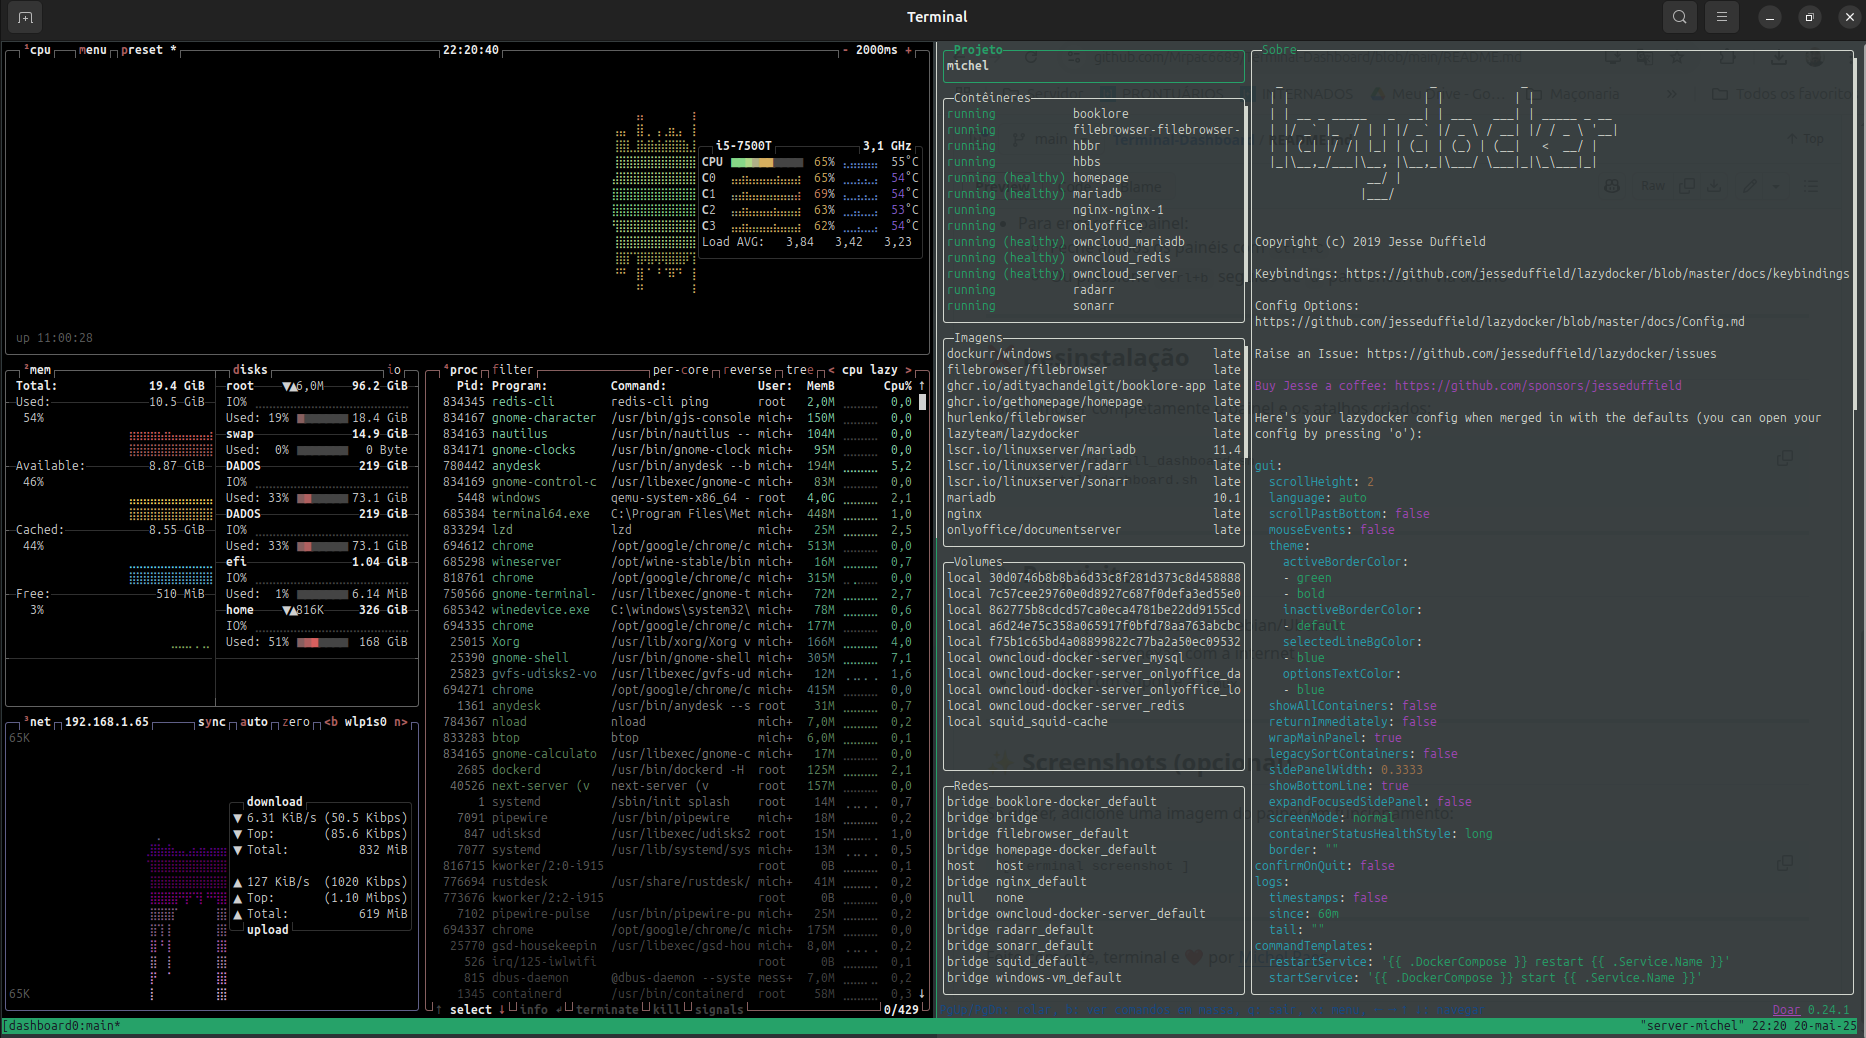 Terminal
¹cpu menu preset * 22:20:40 - 2000ms +
i5-7500T 3,1 GHz
CPU 65% 55°C
C0 65% 54°C
C1 69% 54°C
C2 63% 53°C
C3 62% 54°C
Load AVG: 3,84 3,42 3,23
up 11:00:28
²mem disks io
Total: 19.4 GiB
Used: 10.5 GiB
54%
Available: 8.87 GiB
46%
Cached: 8.55 GiB
44%
Free: 510 MiB
3%
root ▼▲6,0M 96.2 GiB
IO%
Used: 19% 18.4 GiB
swap 14.9 GiB
Used: 0% 0 Byte
DADOS 219 GiB
IO%
Used: 33% 73.1 GiB
DADOS 219 GiB
IO%
Used: 33% 73.1 GiB
efi 1.04 GiB
IO%
Used: 1% 6.14 MiB
home ▼▲816K 326 GiB
IO%
Used: 51% 168 GiB
³net 192.168.1.65 sync auto zero <b wlp1s0 n>
65K
download
▼ 6.31 KiB/s (50.5 Kibps)
▼ Top: (85.6 Kibps)
▼ Total: 832 MiB
▲ 127 KiB/s (1020 Kibps)
▲ Top: (1.10 Mibps)
▲ Total: 619 MiB
upload
65K
⁴proc filter per-core reverse tree < cpu lazy >
Pid: Program: Command: User: MemB Cpu% ↑
834345 redis-cli redis-cli ping root 2,0M 0,0
834167 gnome-character /usr/bin/gjs-console mich+ 150M 0,0
834163 nautilus /usr/bin/nautilus -- mich+ 104M 0,0
834171 gnome-clocks /usr/bin/gnome-clock mich+ 95M 0,0
780442 anydesk /usr/bin/anydesk --b mich+ 194M 5,2
834169 gnome-control-c /usr/libexec/gnome-c mich+ 83M 0,0
5448 windows qemu-system-x86_64 - root 4,0G 2,1
685384 terminal64.exe C:\Program Files\Met mich+ 448M 1,0
833294 lzd lzd mich+ 25M 2,5
694612 chrome /opt/google/chrome/c mich+ 513M 0,0
685298 wineserver /opt/wine-stable/bin mich+ 16M 0,7
818761 chrome /opt/google/chrome/c mich+ 315M 0,0
750566 gnome-terminal- /usr/libexec/gnome-t mich+ 72M 2,7
685342 winedevice.exe C:\windows\system32\ mich+ 78M 0,6
694335 chrome /opt/google/chrome/c mich+ 177M 0,0
25015 Xorg /usr/lib/xorg/Xorg v mich+ 166M 4,0
25390 gnome-shell /usr/bin/gnome-shell mich+ 305M 7,1
25823 gvfs-udisks2-vo /usr/libexec/gvfs-ud mich+ 12M 1,6
694271 chrome /opt/google/chrome/c mich+ 415M 0,0
1361 anydesk /usr/bin/anydesk --s root 31M 0,7
784367 nload nload mich+ 7,0M 0,2
833283 btop btop mich+ 6,0M 0,1
834165 gnome-calculato /usr/libexec/gnome-c mich+ 17M 0,0
2685 dockerd /usr/bin/dockerd -H root 125M 2,1
40526 next-server (v next-server (v root 157M 0,0
1 systemd /sbin/init splash root 14M 0,7
7091 pipewire /usr/bin/pipewire mich+ 18M 0,2
847 udisksd /usr/libexec/udisks2 root 15M 1,0
7077 systemd /usr/lib/systemd/sys mich+ 13M 0,5
816715 kworker/2:0-i915 root 0B 0,1
776694 rustdesk /usr/share/rustdesk/ mich+ 41M 0,2
773676 kworker/2:2-i915 root 0B 0,0
7102 pipewire-pulse /usr/bin/pipewire-pu mich+ 25M 0,2
694337 chrome /opt/google/chrome/c mich+ 175M 0,0
25770 gsd-housekeepin /usr/libexec/gsd-hou mich+ 8,0M 0,2
526 irq/125-iwlwifi root 0B 0,2
815 dbus-daemon @dbus-daemon --syste mess+ 7,0M 0,2
1345 containerd /usr/bin/containerd root 58M 0,3 ↓
↑ select ↓ info ↲ terminate kill signals 0/429
Projeto
michel
Contêineres
running booklore
running filebrowser-filebrowser-
running hbbr
running hbbs
running (healthy) homepage
running (healthy) mariadb
running nginx-nginx-1
running onlyoffice
running (healthy) owncloud_mariadb
running (healthy) owncloud_redis
running (healthy) owncloud_server
running radarr
running sonarr
Imagens
dockurr/windows late
filebrowser/filebrowser late
ghcr.io/adityachandelgit/booklore-app late
ghcr.io/gethomepage/homepage late
hurlenko/filebrowser late
lazyteam/lazydocker late
lscr.io/linuxserver/mariadb 11.4
lscr.io/linuxserver/radarr late
lscr.io/linuxserver/sonarr late
mariadb 10.1
nginx late
onlyoffice/documentserver late
Volumes
local 30d0746b8b9ba6d33c8f281d373c8d458888
local 7c57cee29760e0d8927c687f0defa3ed55e0
local 862775b8cdcd57ca0eca4781be22dd9155cd
local a6d24e75c358a065917f0bfd78aa763abcbc
local f75b1c65bd4a08899822c77ba2a50ec09532
local owncloud-docker-server_mysql
local owncloud-docker-server_onlyoffice_da
local owncloud-docker-server_onlyoffice_lo
local owncloud-docker-server_redis
local squid_squid-cache
Redes
bridge booklore-docker_default
bridge bridge
bridge filebrowser_default
bridge homepage-docker_default
host host
bridge nginx_default
null none
bridge owncloud-docker-server_default
bridge radarr_default
bridge sonarr_default
bridge squid_default
bridge windows-vm_default
Sobre
lazydocker
Copyright (c) 2019 Jesse Duffield
Keybindings: https://github.com/jesseduffield/lazydocker/blob/master/docs/keybindings
Config Options:
https://github.com/jesseduffield/lazydocker/blob/master/docs/Config.md
Raise an Issue: https://github.com/jesseduffield/lazydocker/issues
Buy Jesse a coffee: https://github.com/sponsors/jesseduffield
Here's your lazydocker config when merged in with the defaults (you can open your
config by pressing 'o'):
gui:
scrollHeight: 2
language: auto
scrollPastBottom: false
mouseEvents: false
theme:
activeBorderColor:
- green
- bold
inactiveBorderColor:
- default
selectedLineBgColor:
- blue
optionsTextColor:
- blue
showAllContainers: false
returnImmediately: false
wrapMainPanel: true
legacySortContainers: false
sidePanelWidth: 0.3333
showBottomLine: true
expandFocusedSidePanel: false
screenMode: normal
containerStatusHealthStyle: long
border: ""
confirmOnQuit: false
logs:
timestamps: false
since: 60m
tail: ""
commandTemplates:
restartService: '{{ .DockerCompose }} restart {{ .Service.Name }}'
startService: '{{ .DockerCompose }} start {{ .Service.Name }}'
Doar 0.24.1
[dashboard0:main* "server-michel" 22:20 20-mai-25